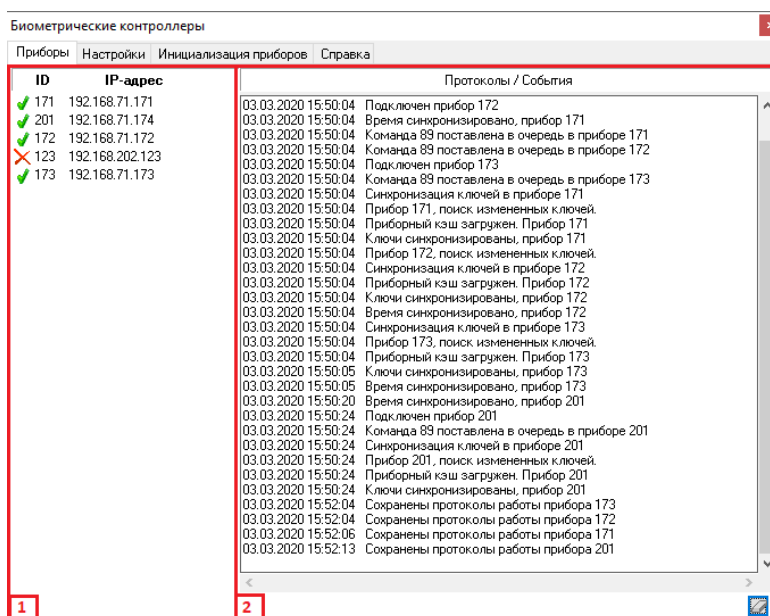 Биометрические контроллеры
Приборы Настройки Инициализация приборов Справка
ID IP-адрес
171 192.168.71.171
201 192.168.71.174
172 192.168.71.172
123 192.168.202.123
173 192.168.71.173
1
Протоколы / События
03.03.2020 15:50:04 Подключен прибор 172
03.03.2020 15:50:04 Время синхронизировано, прибор 171
03.03.2020 15:50:04 Команда 89 поставлена в очередь в приборе 171
03.03.2020 15:50:04 Команда 89 поставлена в очередь в приборе 172
03.03.2020 15:50:04 Подключен прибор 173
03.03.2020 15:50:04 Команда 89 поставлена в очередь в приборе 173
03.03.2020 15:50:04 Синхронизация ключей в приборе 171
03.03.2020 15:50:04 Прибор 171, поиск измененных ключей.
03.03.2020 15:50:04 Приборный кэш загружен. Прибор 171
03.03.2020 15:50:04 Ключи синхронизированы, прибор 171
03.03.2020 15:50:04 Прибор 172, поиск измененных ключей.
03.03.2020 15:50:04 Синхронизация ключей в приборе 172
03.03.2020 15:50:04 Приборный кэш загружен. Прибор 172
03.03.2020 15:50:04 Ключи синхронизированы, прибор 172
03.03.2020 15:50:04 Время синхронизировано, прибор 172
03.03.2020 15:50:04 Синхронизация ключей в приборе 173
03.03.2020 15:50:04 Прибор 173, поиск измененных ключей.
03.03.2020 15:50:04 Приборный кэш загружен. Прибор 173
03.03.2020 15:50:05 Ключи синхронизированы, прибор 173
03.03.2020 15:50:05 Время синхронизировано, прибор 173
03.03.2020 15:50:20 Время синхронизировано, прибор 201
03.03.2020 15:50:24 Подключен прибор 201
03.03.2020 15:50:24 Команда 89 поставлена в очередь в приборе 201
03.03.2020 15:50:24 Синхронизация ключей в приборе 201
03.03.2020 15:50:24 Прибор 201, поиск измененных ключей.
03.03.2020 15:50:24 Приборный кэш загружен. Прибор 201
03.03.2020 15:50:24 Ключи синхронизированы, прибор 201
03.03.2020 15:52:04 Сохранены протоколы работы прибора 173
03.03.2020 15:52:04 Сохранены протоколы работы прибора 172
03.03.2020 15:52:06 Сохранены протоколы работы прибора 171
03.03.2020 15:52:13 Сохранены протоколы работы прибора 201
2